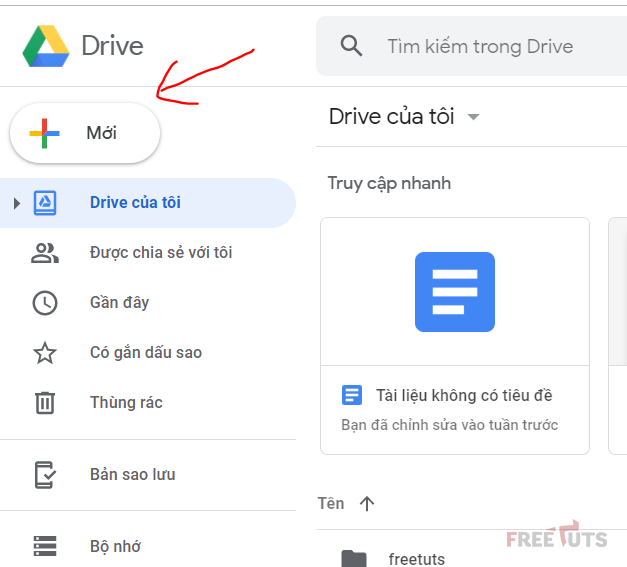 Drive
Tìm kiếm trong Drive
Mới
Drive của tôi
Drive của tôi
Truy cập nhanh
Được chia sẻ với tôi
Gần đây
Có gắn dấu sao
Thùng rác
Tài liệu không có tiêu đề
Bạn đã chỉnh sửa vào tuần trước
Bản sao lưu
Tên
Bộ nhớ
freetuts
FREETUTS